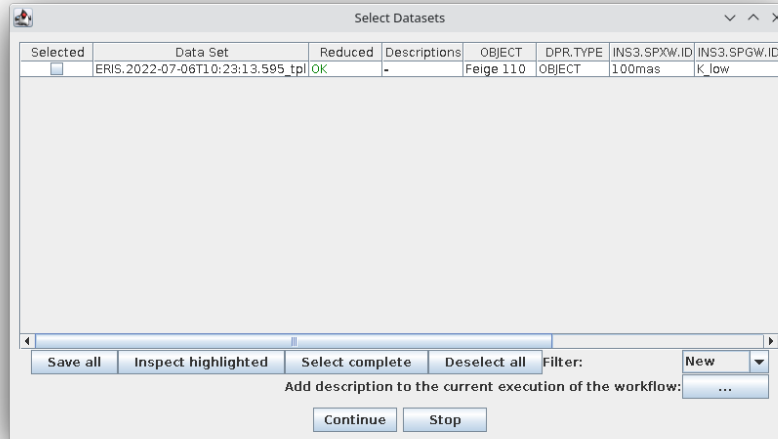 Select Datasets
Selected Data Set Reduced Descriptions OBJECT DPR.TYPE INS3.SPXW.ID INS3.SPGW.ID
ERIS.2022-07-06T10:23:13.595_tpl OK - Feige 110 OBJECT 100mas K_low
Save all Inspect highlighted Select complete Deselect all Filter: New
Add description to the current execution of the workflow: ...
Continue Stop